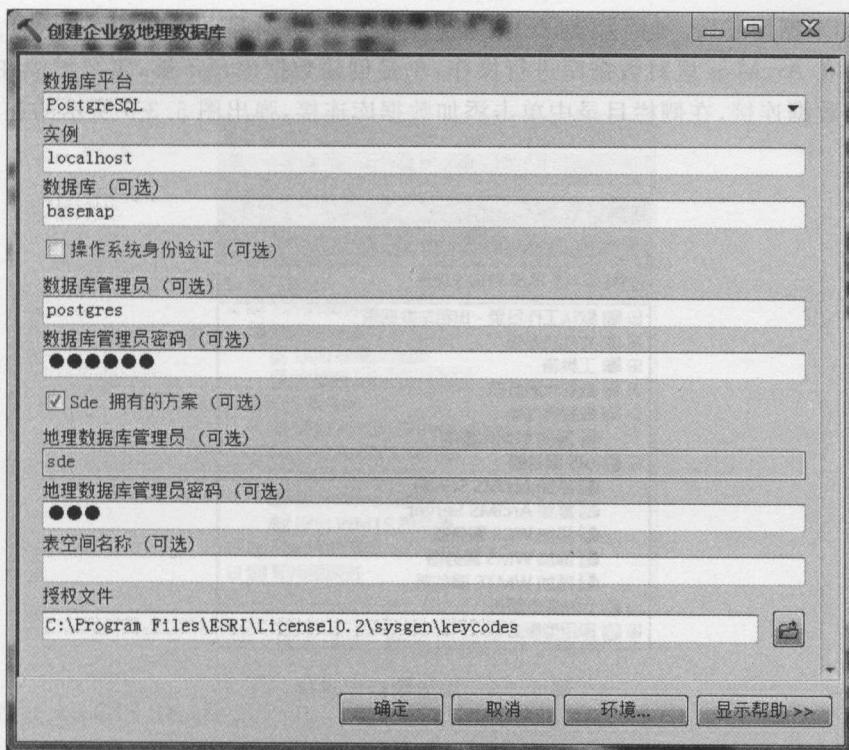 创建企业级地理数据库
数据库平台
PostgreSQL
实例
localhost
数据库 (可选)
basemap
操作系统身份验证 (可选)
数据库管理员 (可选)
postgres
数据库管理员密码 (可选)
●●●●●●
Sde 拥有的方案 (可选)
地理数据库管理员 (可选)
sde
地理数据库管理员密码 (可选)
●●●
表空间名称 (可选)
授权文件
C:\Program Files\ESRI\License10.2\sysgen\keycodes
确定
取消
环境...
显示帮助 >>